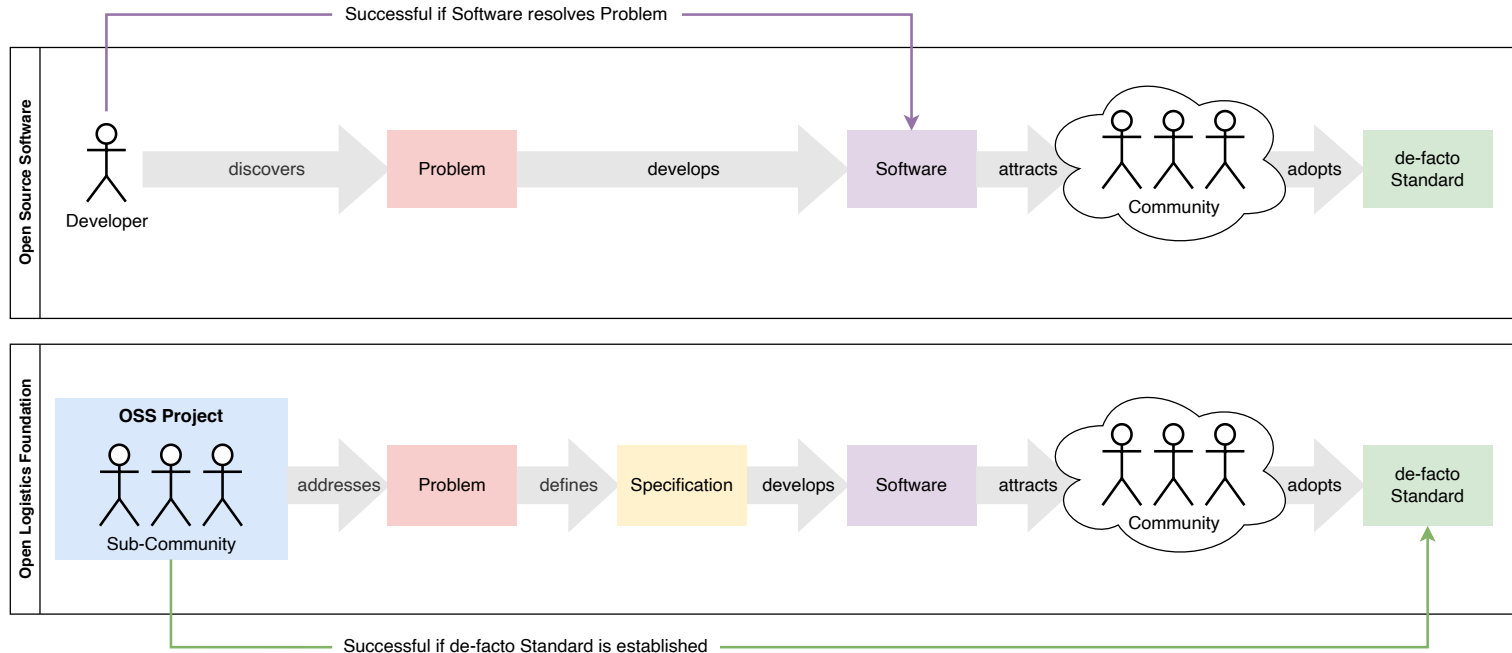 Successful if Software resolves Problem
Open Source Software
Developer
discovers
Problem
develops
Software
attracts
Community
adopts
de-facto
Standard
Open Logistics Foundation
OSS Project
Sub-Community
addresses
Problem
defines
Specification
develops
Software
attracts
Community
adopts
de-facto
Standard
Successful if de-facto Standard is established